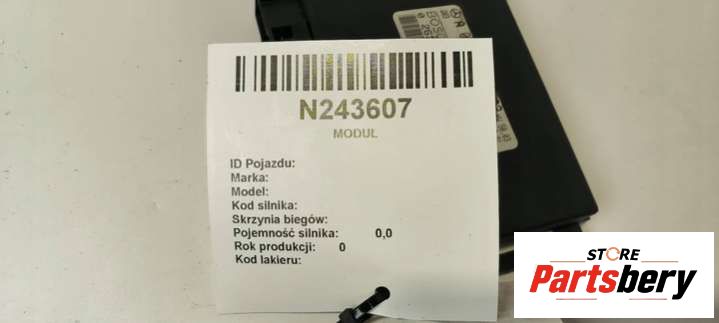 N243607
MODUL
ID Pojazdu:
Marka:
Model:
Kod silnika:
Skrzynia biegów:
Pojemność silnika: 0,0
Rok produkcji: 0
Kod lakieru:
STORE
Partsbery